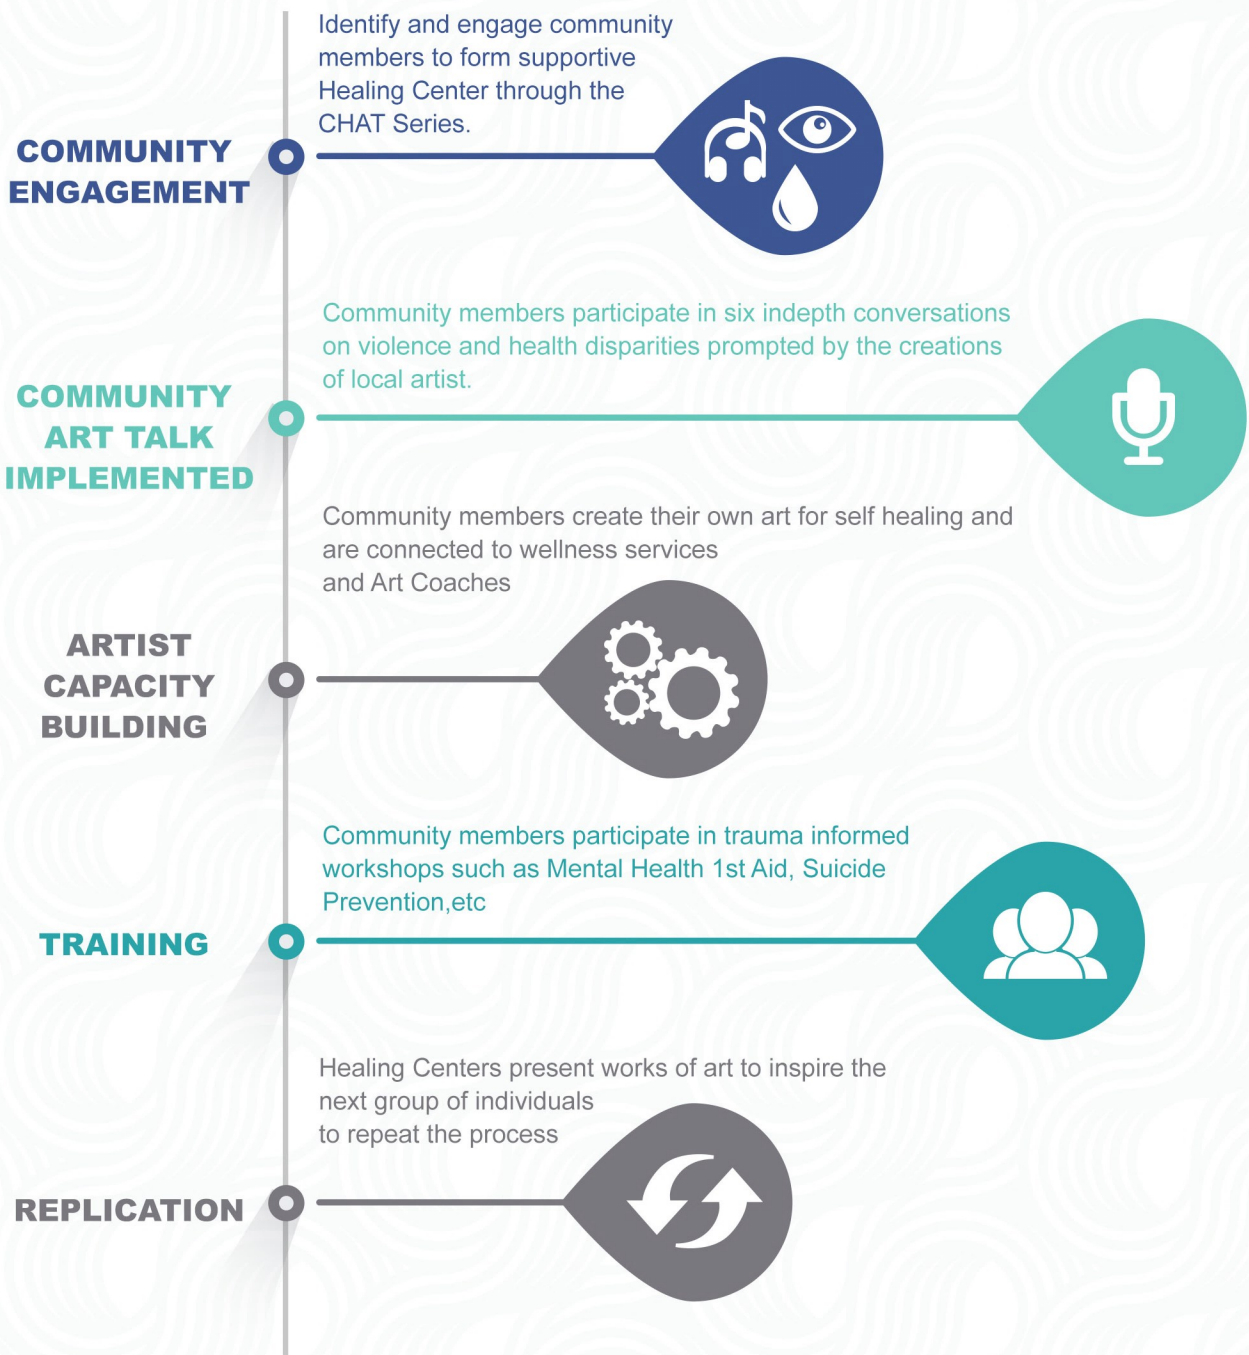 Identify and engage community
members to form supportive
Healing Center through the
CHAT Series.
COMMUNITY
ENGAGEMENT
Community members participate in six indepth conversations
on violence and health disparities prompted by the creations
of local artist.
COMMUNITY
ART TALK
IMPLEMENTED
Community members create their own art for self healing and
are connected to wellness services
and Art Coaches
ARTIST
CAPACITY
BUILDING
Community members participate in trauma informed
workshops such as Mental Health 1st Aid, Suicide
Prevention,etc
TRAINING
Healing Centers present works of art to inspire the
next group of individuals
to repeat the process
REPLICATION